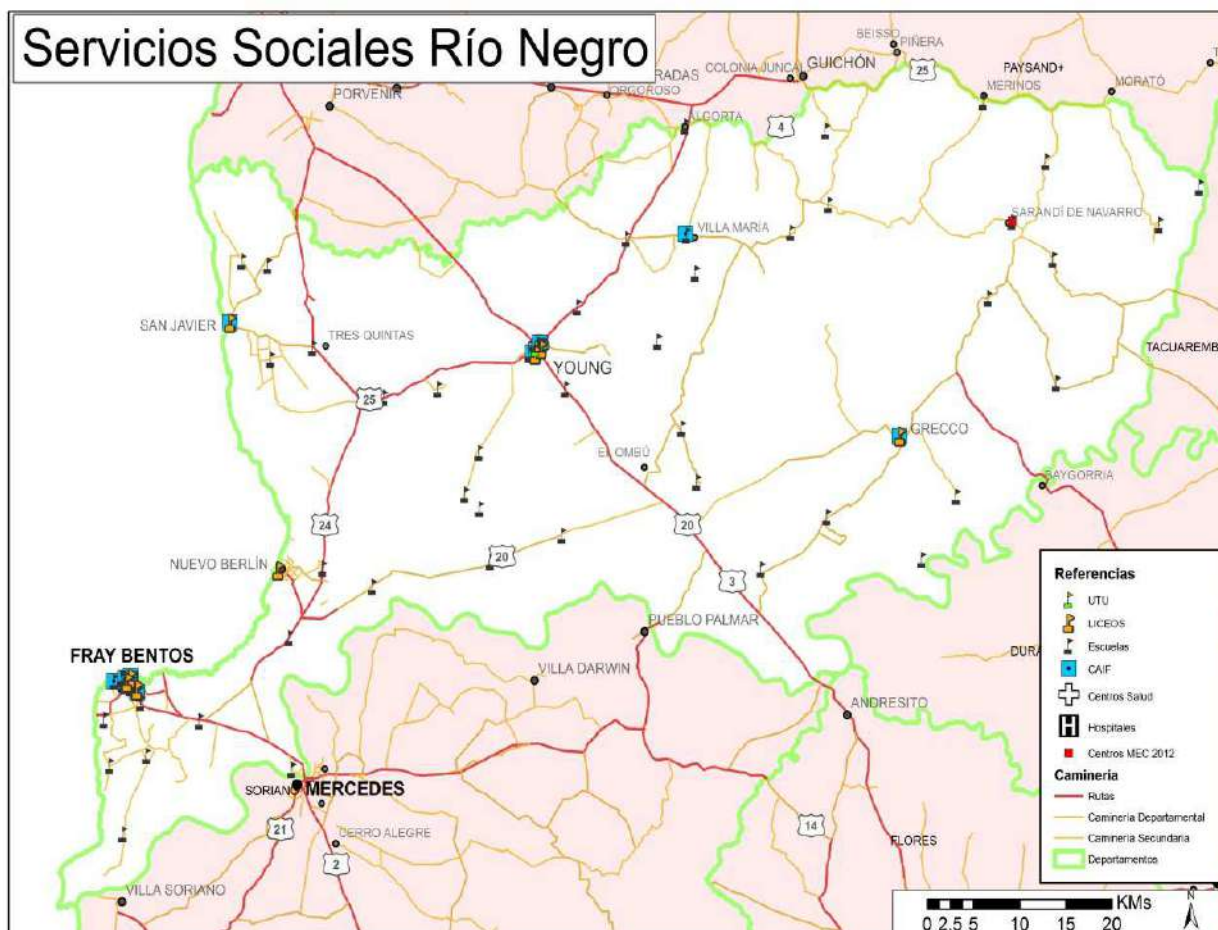 Servicios Sociales Río Negro
BEISSO
PIÑERA
COLONIA JUNCAL
GUICHÓN
25
PAYSAND+
MERINOS
MORATÓ
PORVENIR
ALGORTA
4
SARANDÍ DE NAVARRO
VILLA MARÍA
SAN JAVIER
TRES QUINTAS
YOUNG
TACUAREMB
25
GRECCO
EL OMBÚ
BAYGORRIA
24
20
20
NUEVO BERLÍN
3
PUEBLO PALMAR
FRAY BENTOS
VILLA DARWIN
DURA
ANDRESITO
SORIANO
MERCEDES
21
2
CERRO ALEGRE
14
FLORES
VILLA SORIANO
Referencias
UTU
LICEOS
Escuelas
CAIF
Centros Salud
H
Hospitales
Centros MEC 2012
Caminería
Rutas
Caminería Departamental
Caminería Secundaria
Departamentos
N
KMs
0 2.5 5 10 15 20